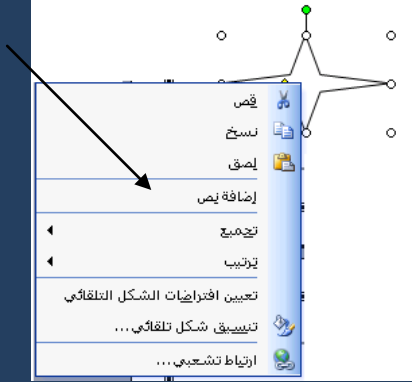 قص
نسخ
لصق
إضافة نص
تجميع
ترتيب
تعيين افتراضات الشكل التلقائي
تنسيق شكل تلقائي...
ارتباط تشعبي...